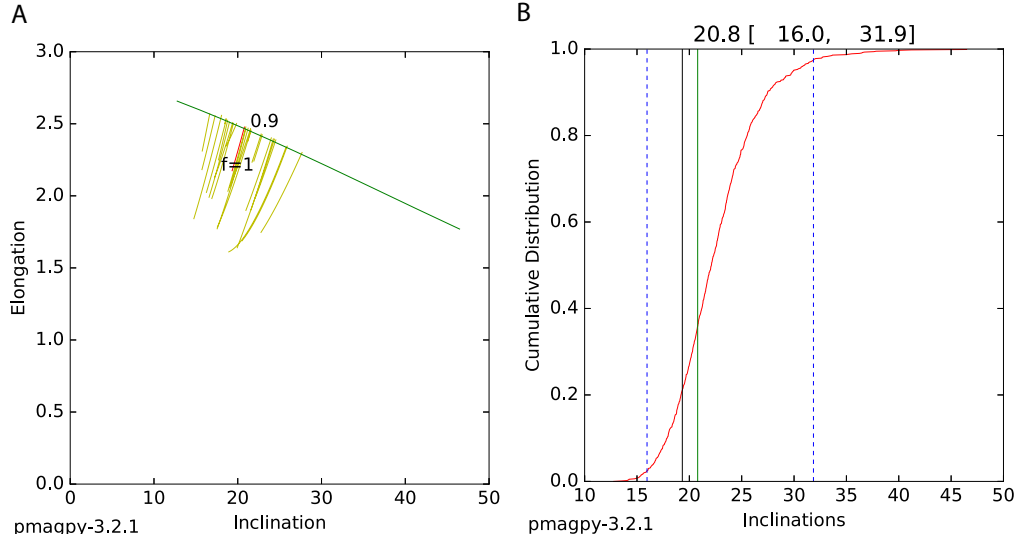 A
3.0
2.5
2.0
1.5
1.0
0.5
0.0
Elongation
0.9
f=1
0 10 20 30 40 50
Inclination
pmagpy-3.2.1
B
20.8 [ 16.0, 31.9]
1.0
0.8
0.6
0.4
0.2
0.0
Cumulative Distribution
10 15 20 25 30 35 40 45 50
Inclinations
pmagpy-3.2.1